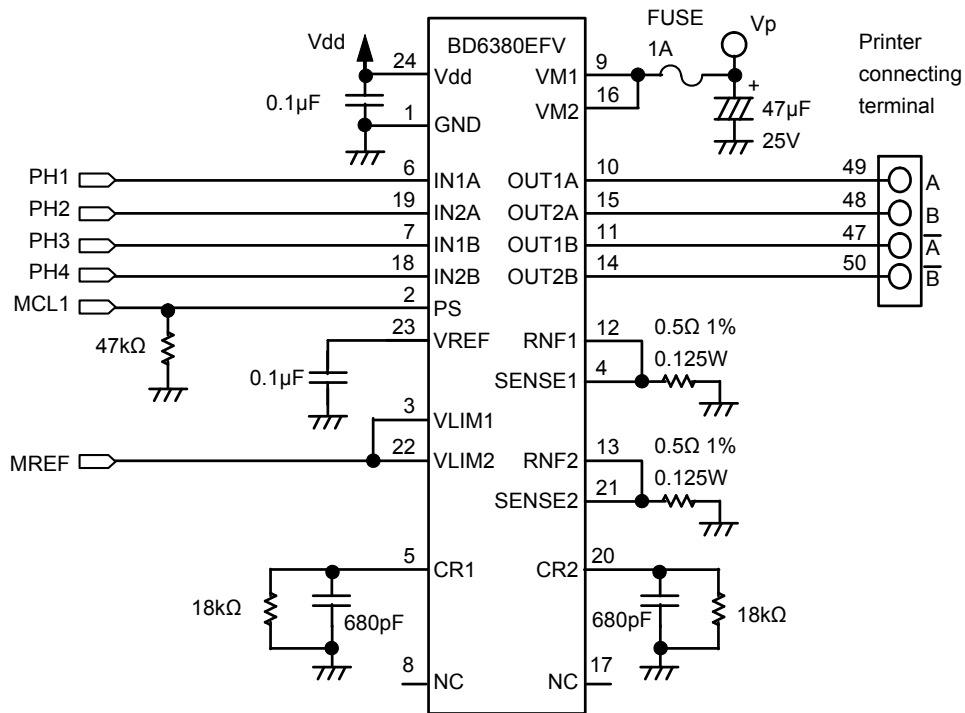 BD6380EFV
FUSE
Vp
Printer
connecting
terminal
Vdd
24
Vdd
VM1
9
1A
0.1µF
VM2
16
+
47µF
1
GND
25V
PH1
6
IN1A
OUT1A
10
49
A
PH2
19
IN2A
OUT2A
15
48
B
PH3
7
IN1B
OUT1B
11
47
A̅
PH4
18
IN2B
OUT2B
14
50
B̅
MCL1
2
PS
47kΩ
23
VREF
RNF1
12
0.5Ω 1%
0.125W
0.1µF
SENSE1
4
3
VLIM1
MREF
22
VLIM2
RNF2
13
0.5Ω 1%
0.125W
SENSE2
21
5
CR1
CR2
20
18kΩ
680pF
680pF
18kΩ
8
NC
NC
17